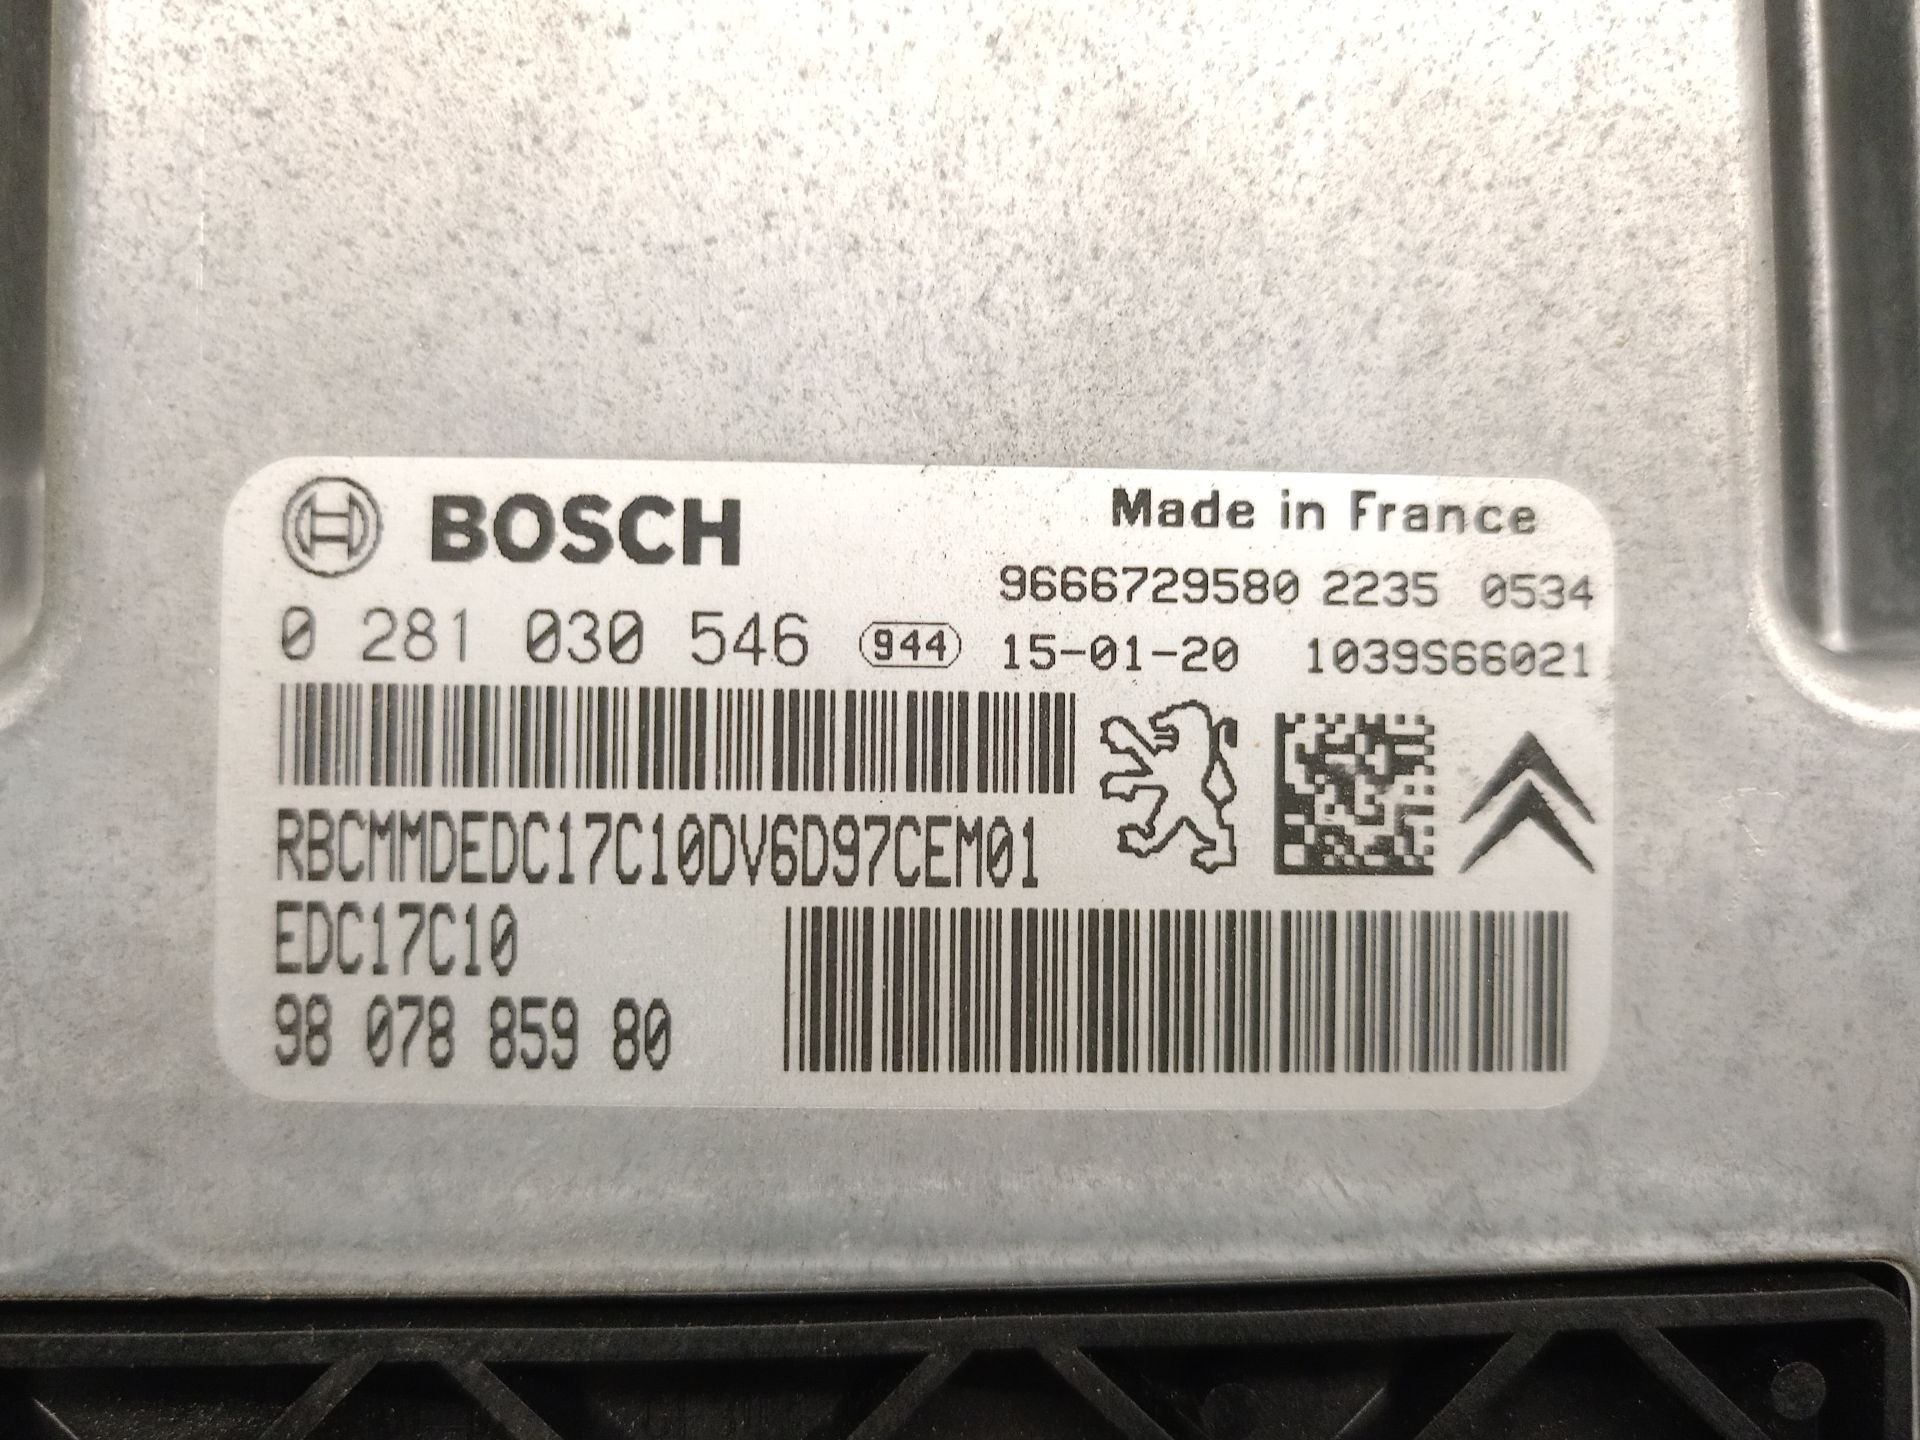 BOSCH
Made in France
9666729580 2235 0534
0 281 030 546 944 15-01-20 1039S66021
RBCMMDEDC17C10DV6D97CEM01
EDC17C10
98 078 859 80